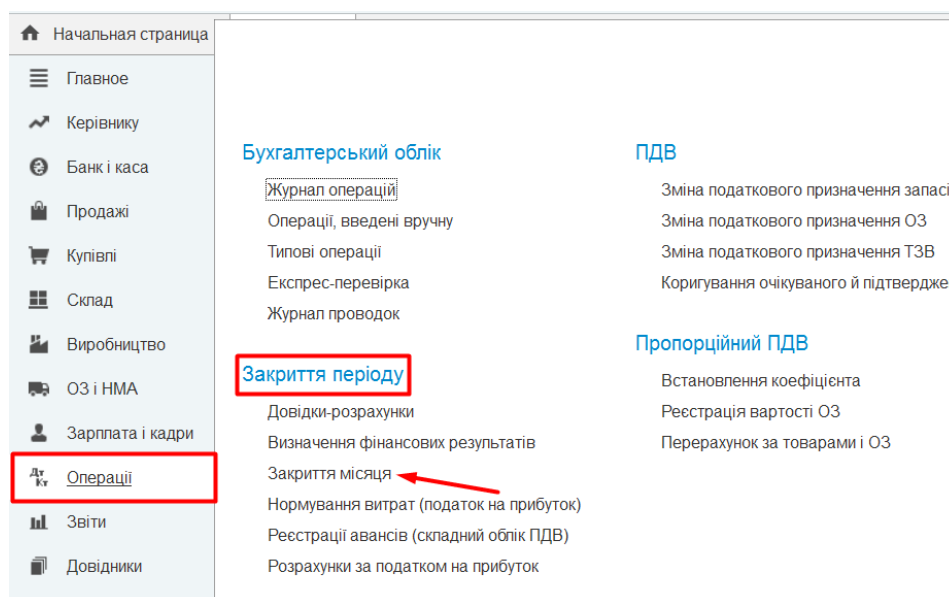 Начальная страница
Главное
Керівнику
Банк і каса
Продажі
Купівлі
Склад
Виробництво
ОЗ і НМА
Зарплата і кадри
Дт
Кт
Операції
Звіти
Довідники
Бухгалтерський облік
Журнал операцій
Операції, введені вручну
Типові операції
Експрес-перевірка
Журнал проводок
Закриття періоду
Довідки-розрахунки
Визначення фінансових результатів
Закриття місяця
Нормування витрат (податок на прибуток)
Реєстрації авансів (складний облік ПДВ)
Розрахунки за податком на прибуток
ПДВ
Зміна податкового призначення запасі
Зміна податкового призначення ОЗ
Зміна податкового призначення ТЗВ
Коригування очікуваного й підтвердже
Пропорційний ПДВ
Встановлення коефіцієнта
Реєстрація вартості ОЗ
Перерахунок за товарами і ОЗ